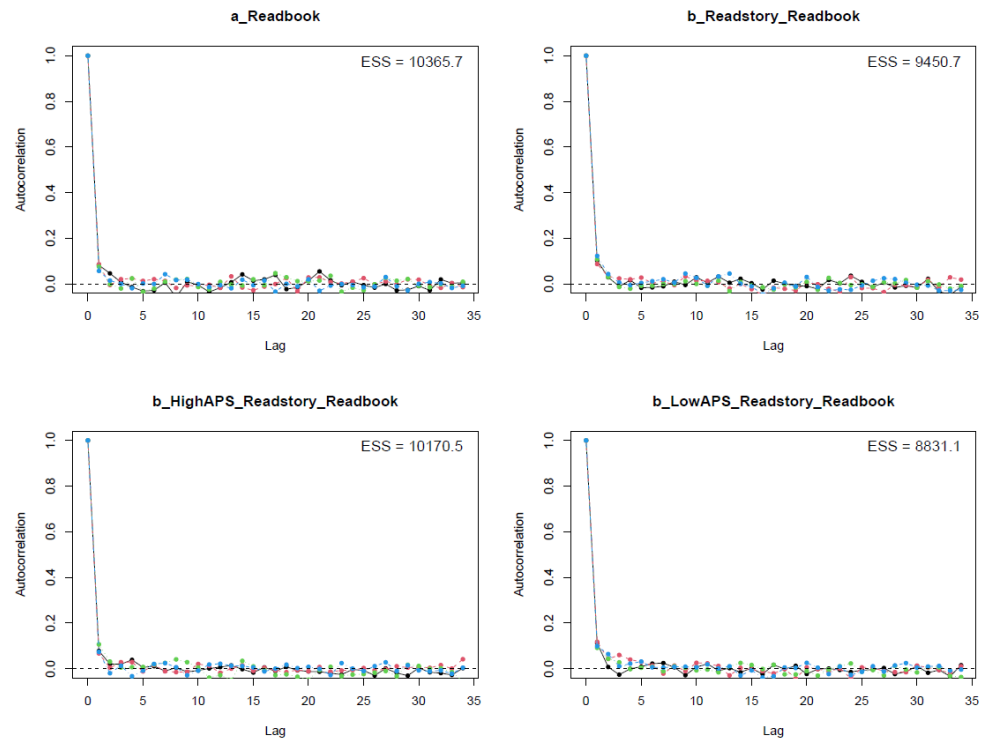 a_Readbook
ESS = 10365.7
Autocorrelation
0.0 0.2 0.4 0.6 0.8 1.0
0 5 10 15 20 25 30 35
Lag
b_Readstory_Readbook
ESS = 9450.7
Autocorrelation
0.0 0.2 0.4 0.6 0.8 1.0
0 5 10 15 20 25 30 35
Lag
b_HighAPS_Readstory_Readbook
ESS = 10170.5
Autocorrelation
0.0 0.2 0.4 0.6 0.8 1.0
0 5 10 15 20 25 30 35
Lag
b_LowAPS_Readstory_Readbook
ESS = 8831.1
Autocorrelation
0.0 0.2 0.4 0.6 0.8 1.0
0 5 10 15 20 25 30 35
Lag